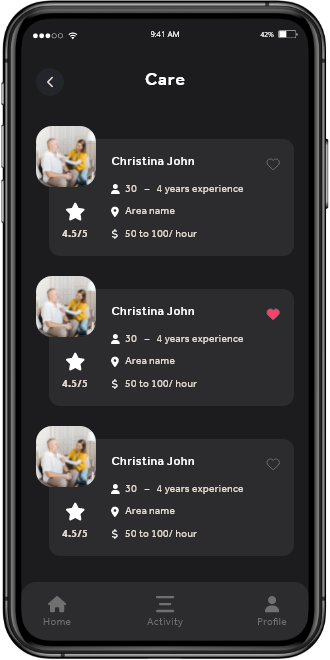 9:41 AM
42%
Care
Christina John
30 – 4 years experience
Area name
4.5/5
$ 50 to 100/ hour
Christina John
30 – 4 years experience
Area name
4.5/5
$ 50 to 100/ hour
Christina John
30 – 4 years experience
Area name
4.5/5
$ 50 to 100/ hour
Home
Activity
Profile